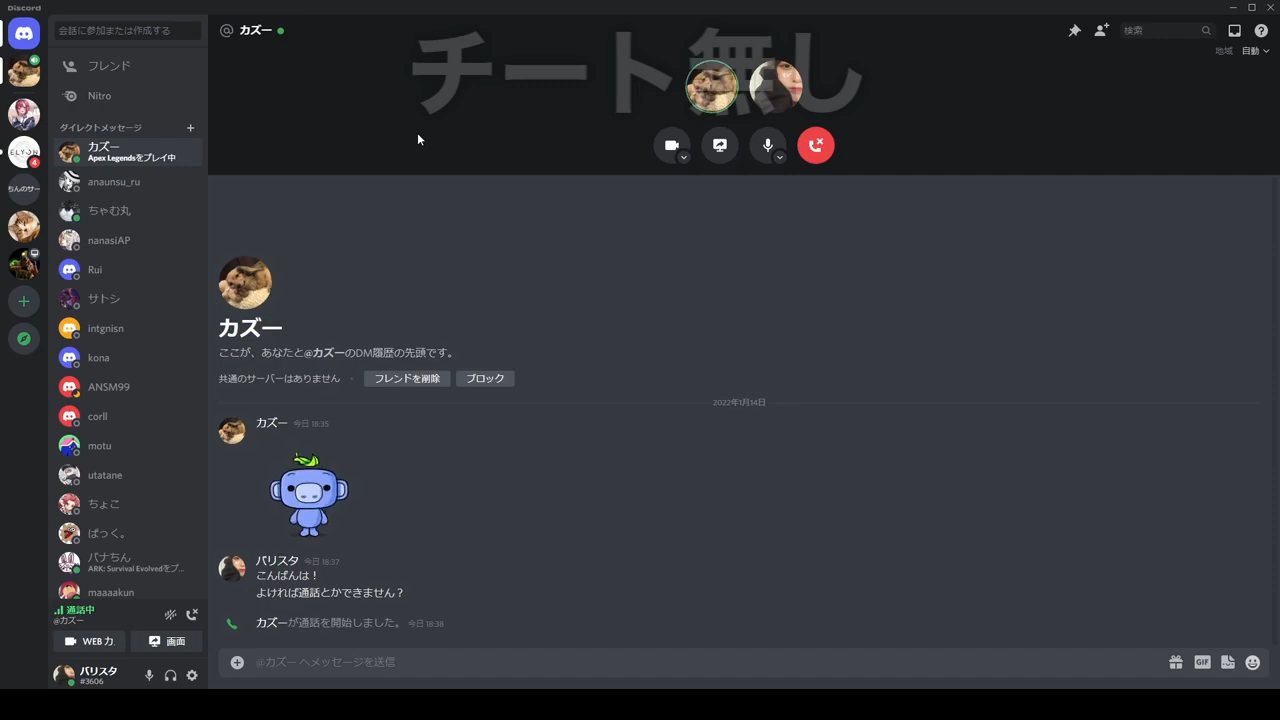 Discord
会話に参加または作成する
フレンド
Nitro
ダイレクトメッセージ
カズー
Apex Legendsをプレイ中
anaunsu_ru
ちゃむ丸
nanasiAP
Rui
サトシ
intgnisn
kona
ANSM99
corll
motu
utatane
ちょこ
ぱっく。
バナちん
ARK: Survival Evolvedをプ...
maaaakun
通話中
@カズー
WEB カ.
画面
バリスタ
#3606
ELYON
4
ちんのサー
@ カズー
検索
地域 自動
チート無し
カズー
ここが、あなたと@カズーのDM履歴の先頭です。
共通のサーバーはありません
フレンドを削除
ブロック
2022年1月14日
カズー 今日 18:35
バリスタ 今日 18:37
こんばんは！
よければ通話とかできません？
カズーが通話を開始しました。 今日 18:38
@カズー へメッセージを送信
GIF